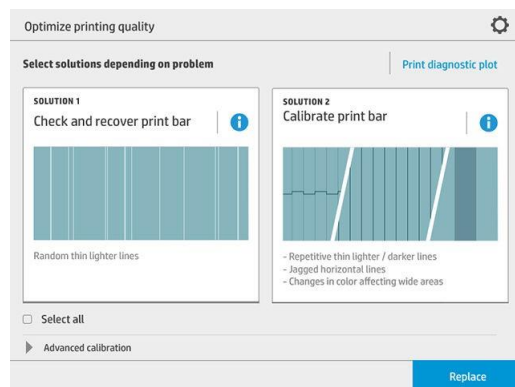 Optimize printing quality
Select solutions depending on problem
Print diagnostic plot
SOLUTION 1
Check and recover print bar
Random thin lighter lines
SOLUTION 2
Calibrate print bar
- Repetitive thin lighter / darker lines
- Jagged horizontal lines
- Changes in color affecting wide areas
Select all
Advanced calibration
Replace